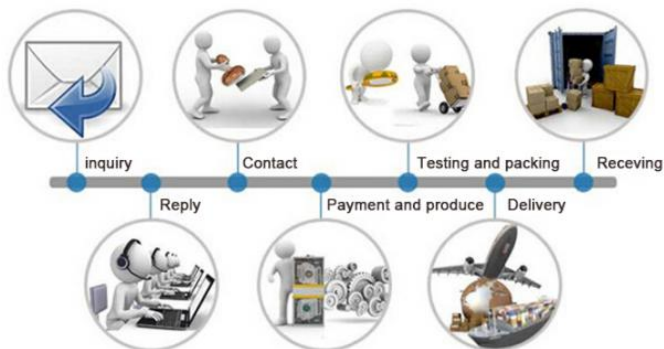 inquiry
Contact
Testing and packing
Receving
Reply
Payment and produce
Delivery